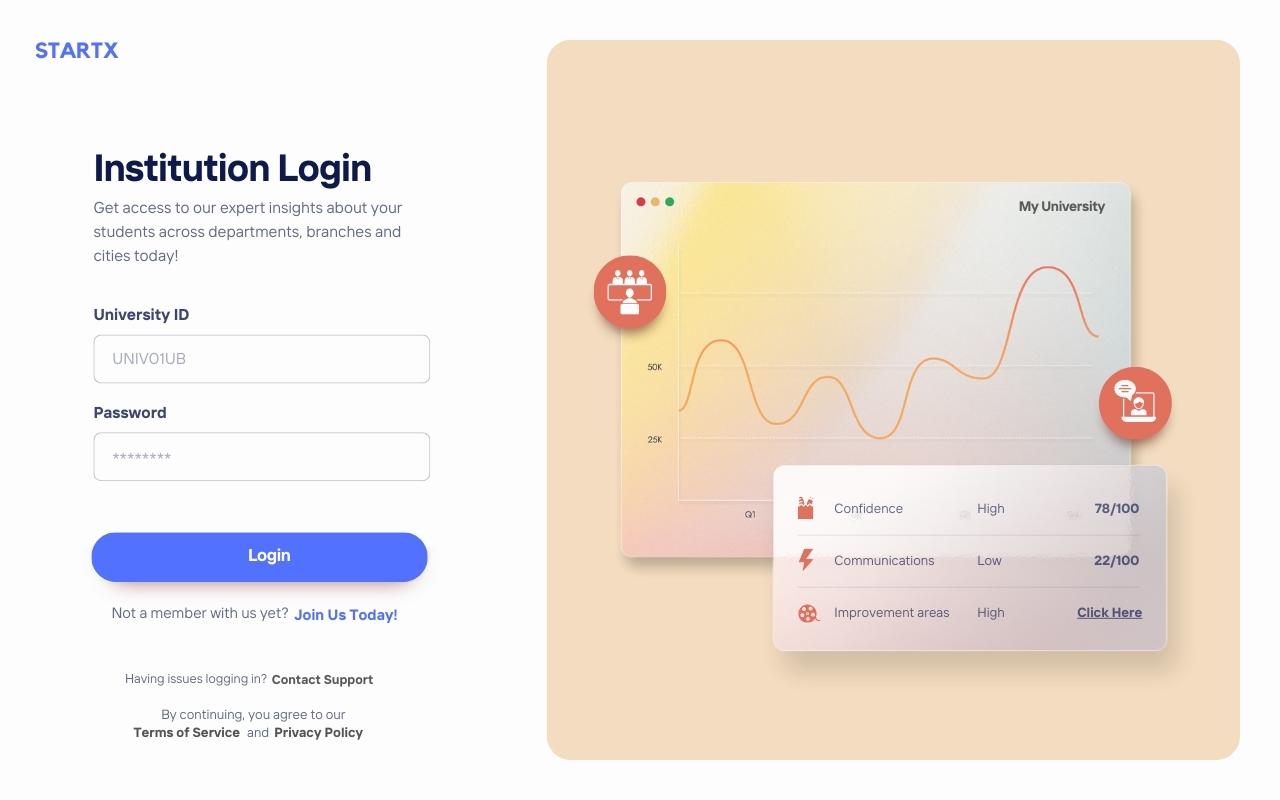 STARTX
Institution Login
Get access to our expert insights about your
students across departments, branches and
cities today!
University ID
UNIV01UB
Password
********
Login
Not a member with us yet? Join Us Today!
Having issues logging in? Contact Support
By continuing, you agree to our
Terms of Service and Privacy Policy
My University
50K
25K
Q1
Confidence High 78/100
Communications Low 22/100
Improvement areas High Click Here